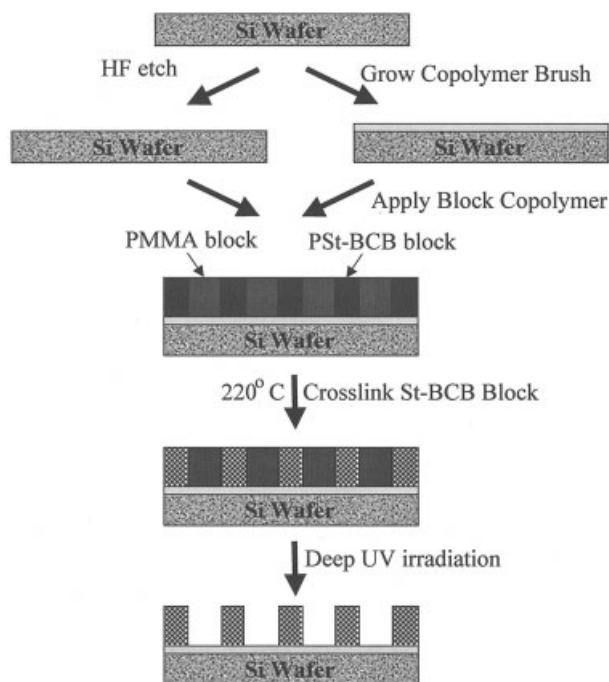 Si Wafer
HF etch
Grow Copolymer Brush
Si Wafer
Si Wafer
Apply Block Copolymer
PMMA block
PSt-BCB block
Si Wafer
220° C
Crosslink St-BCB Block
Si Wafer
Deep UV irradiation
Si Wafer